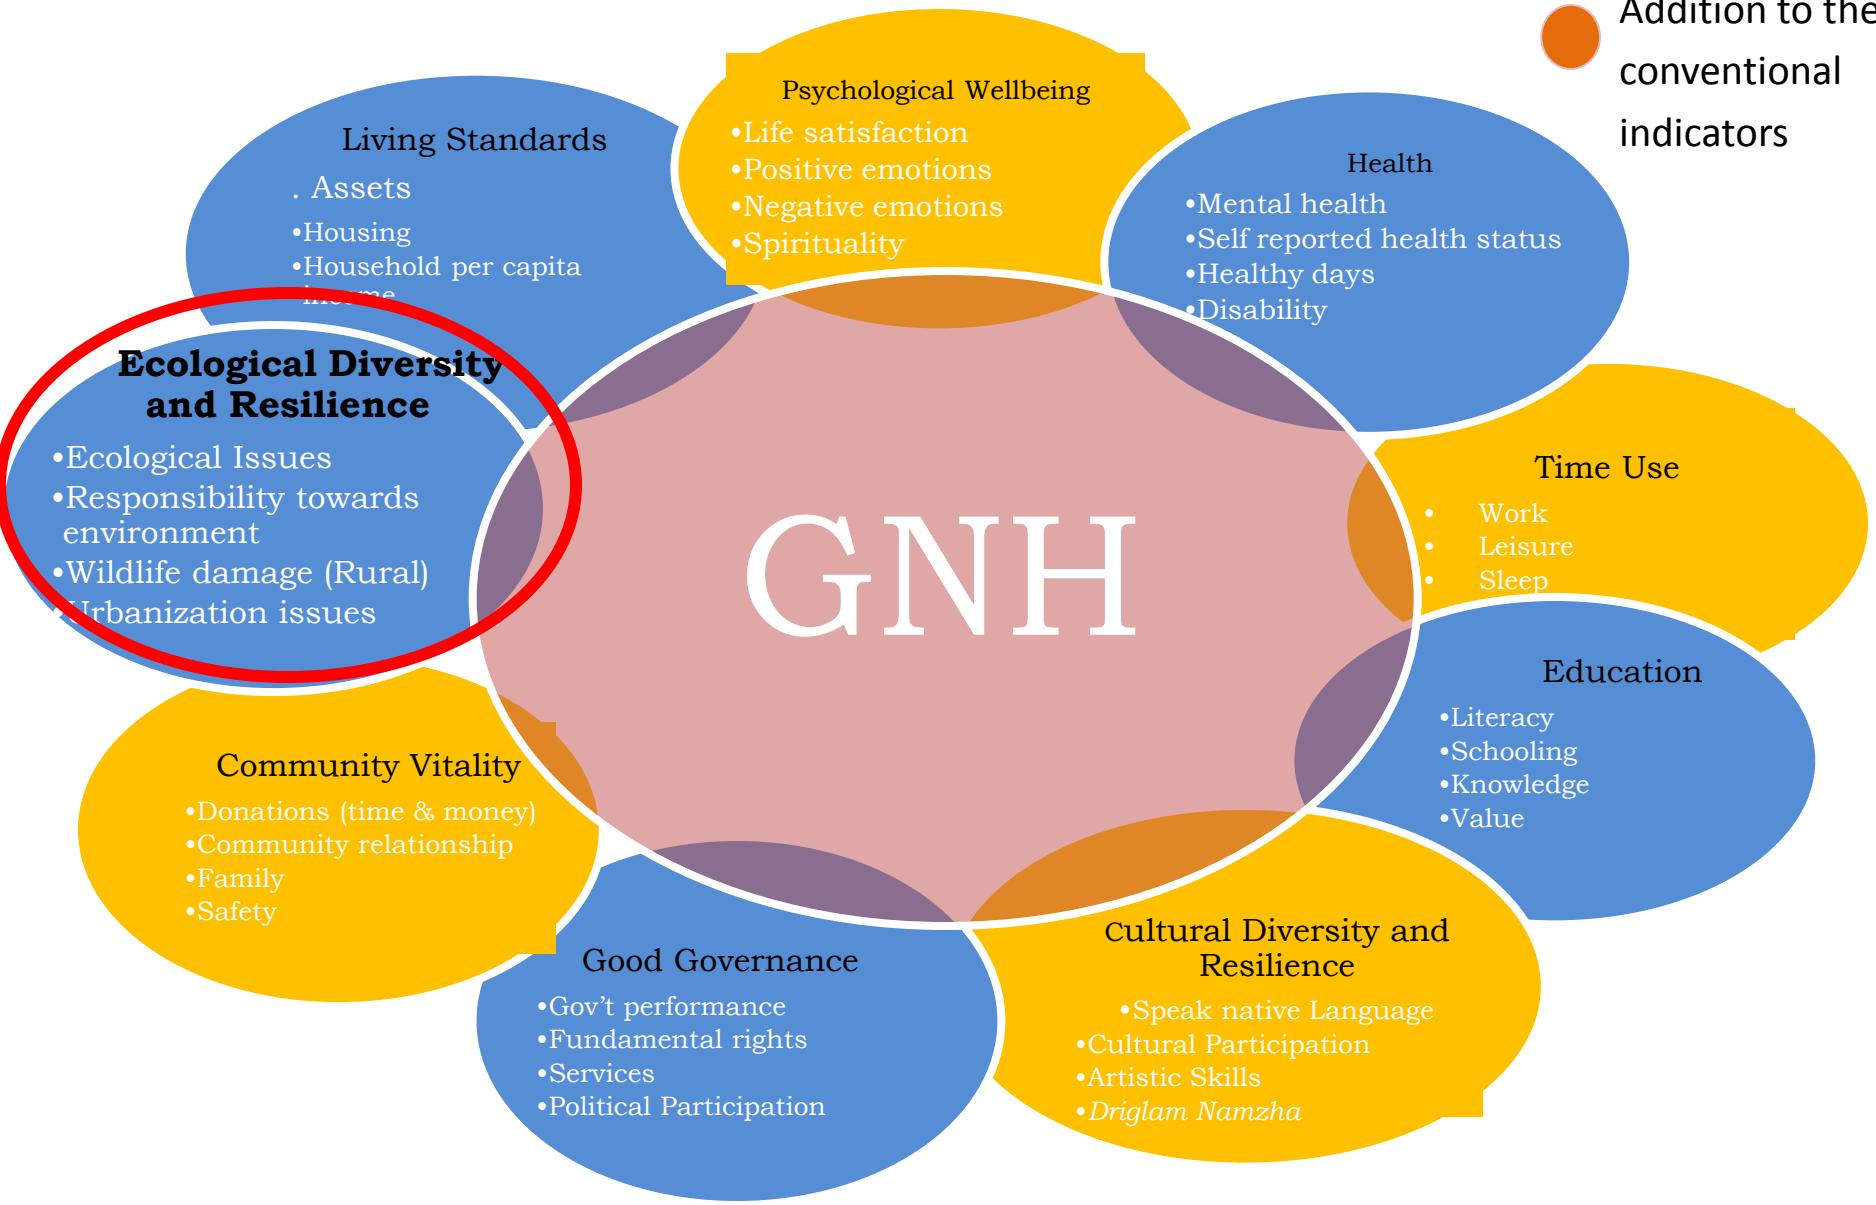 Addition to the
conventional
indicators
Psychological Wellbeing
•Life satisfaction
•Positive emotions
•Negative emotions
•Spirituality
Living Standards
. Assets
•Housing
•Household per capita
income
Health
•Mental health
•Self reported health status
•Healthy days
•Disability
Ecological Diversity
and Resilience
•Ecological Issues
•Responsibility towards
environment
•Wildlife damage (Rural)
•Urbanization issues
GNH
Time Use
• Work
• Leisure
• Sleep
Education
•Literacy
•Schooling
•Knowledge
•Value
Community Vitality
•Donations (time & money)
•Community relationship
•Family
•Safety
Good Governance
•Gov’t performance
•Fundamental rights
•Services
•Political Participation
Cultural Diversity and
Resilience
•Speak native Language
•Cultural Participation
•Artistic Skills
•Driglam Namzha